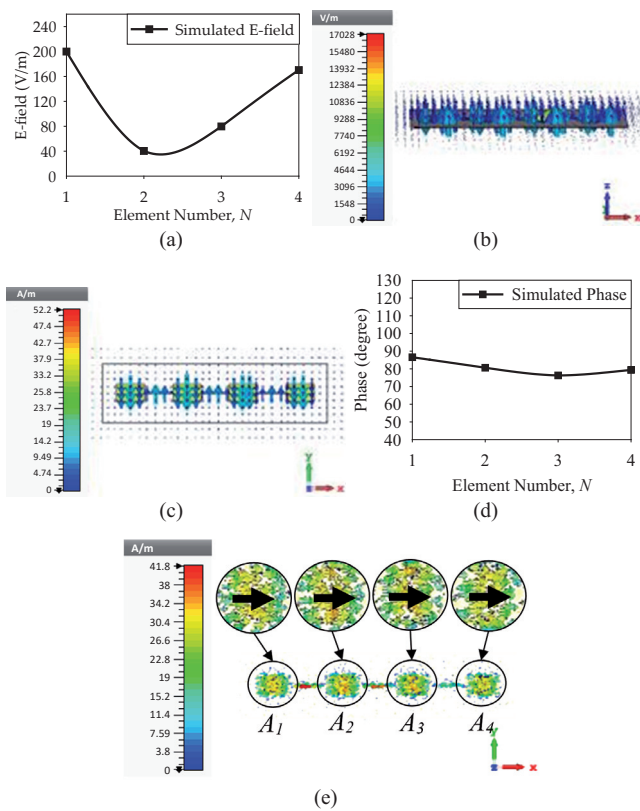 240
200
160
120
80
40
0
E-field (V/m)
Simulated E-field
1 2 3 4
Element Number, N
(a)
V/m
17028
15480
13932
12384
10836
9288
7740
6192
4644
3096
1548
0
z
x
(b)
A/m
52.2
47.4
42.7
37.9
33.2
28.5
23.7
19
14.2
9.49
4.74
0
Y
z
x
(c)
130
120
110
100
90
80
70
60
50
40
Phase (degree)
Simulated Phase
1 2 3 4
Element Number, N
(d)
A/m
41.8
38
34.2
30.4
26.6
22.8
19
15.2
11.4
7.59
3.8
0
A1 A2 A3 A4
Y
z
x
(e)